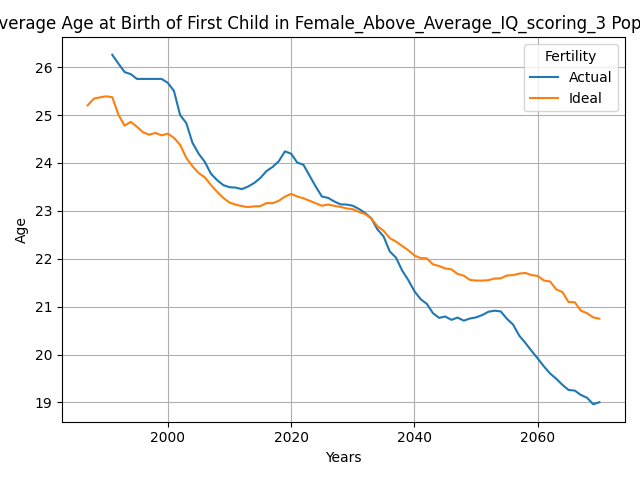 verage Age at Birth of First Child in Female_Above_Average_IQ_scoring_3 Pop
Fertility
Actual
Ideal
26
25
24
23
22
21
20
19
Age
2000
2020
2040
2060
Years